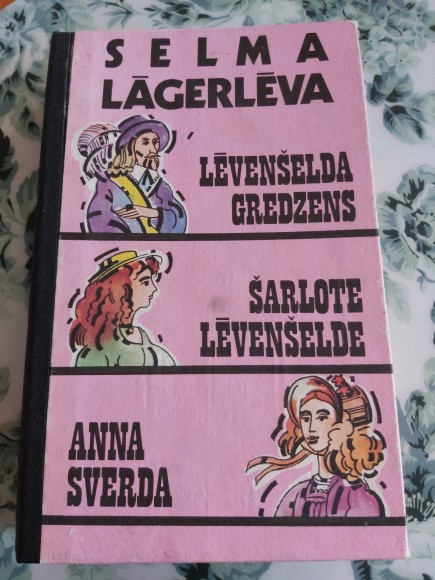 SELMA
LĀGERLĒVA
LĒVENŠELDA
GREDZENS
ŠARLOTE
LĒVENŠELDE
ANNA
SVERDA